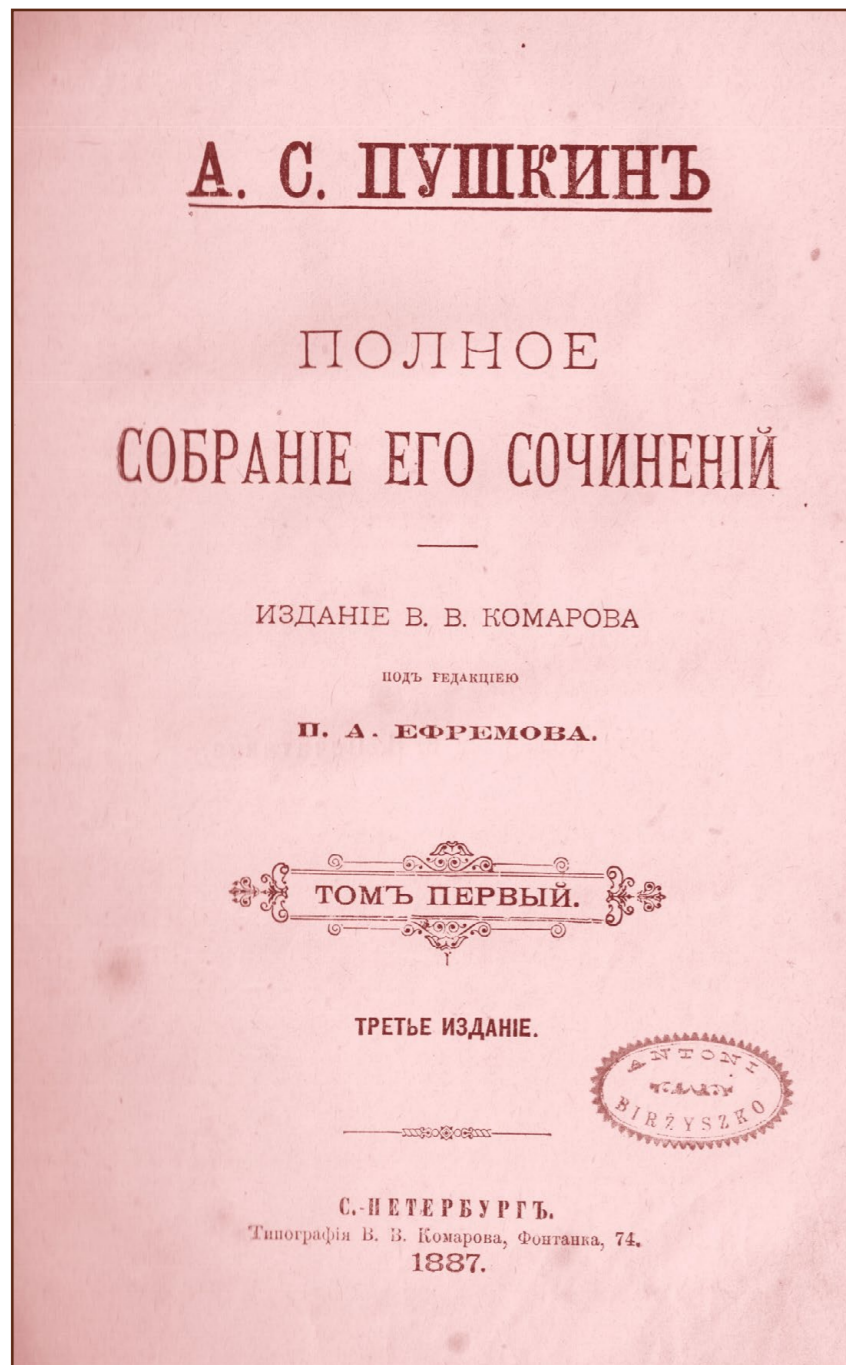 А. С. ПУШКИНЪ
ПОЛНОЕ
СОБРАНІЕ ЕГО СОЧИНЕНІЙ
ИЗДАНІЕ В. В. КОМАРОВА
ПОДЪ РЕДАКЦІЕЮ
П. А. ЕФРЕМОВА.
ТОМЪ ПЕРВЫЙ.
ТРЕТЬЕ ИЗДАНІЕ.
ANTONI
BIRŻYSZKO
С.-ПЕТЕРБУРГЪ.
Типографія В. В. Комарова, Фонтанка, 74.
1887.